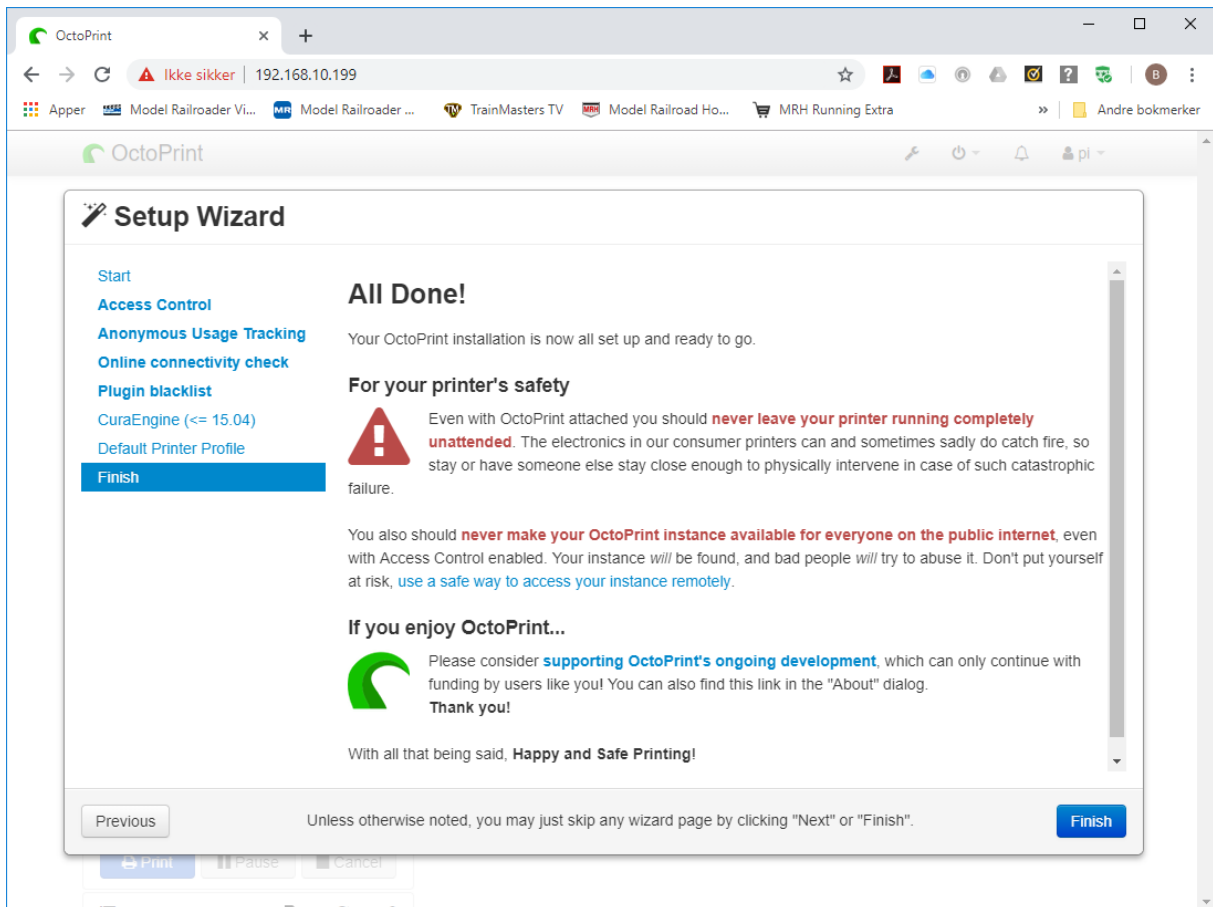 OctoPrint
Ikke sikker | 192.168.10.199
B
Apper
Model Railroader Vi...
MR Model Railroader ...
TrainMasters TV
MRH Model Railroad Ho...
MRH Running Extra
»
Andre bokmerker
OctoPrint
pi
Setup Wizard
Start
Access Control
Anonymous Usage Tracking
Online connectivity check
Plugin blacklist
CuraEngine (<= 15.04)
Default Printer Profile
Finish
All Done!
Your OctoPrint installation is now all set up and ready to go.
For your printer's safety
Even with OctoPrint attached you should never leave your printer running completely
unattended. The electronics in our consumer printers can and sometimes sadly do catch fire, so
stay or have someone else stay close enough to physically intervene in case of such catastrophic
failure.
You also should never make your OctoPrint instance available for everyone on the public internet, even
with Access Control enabled. Your instance will be found, and bad people will try to abuse it. Don't put yourself
at risk, use a safe way to access your instance remotely.
If you enjoy OctoPrint...
Please consider supporting OctoPrint's ongoing development, which can only continue with
funding by users like you! You can also find this link in the "About" dialog.
Thank you!
With all that being said, Happy and Safe Printing!
Previous
Unless otherwise noted, you may just skip any wizard page by clicking "Next" or "Finish".
Finish
Print
Pause
Cancel